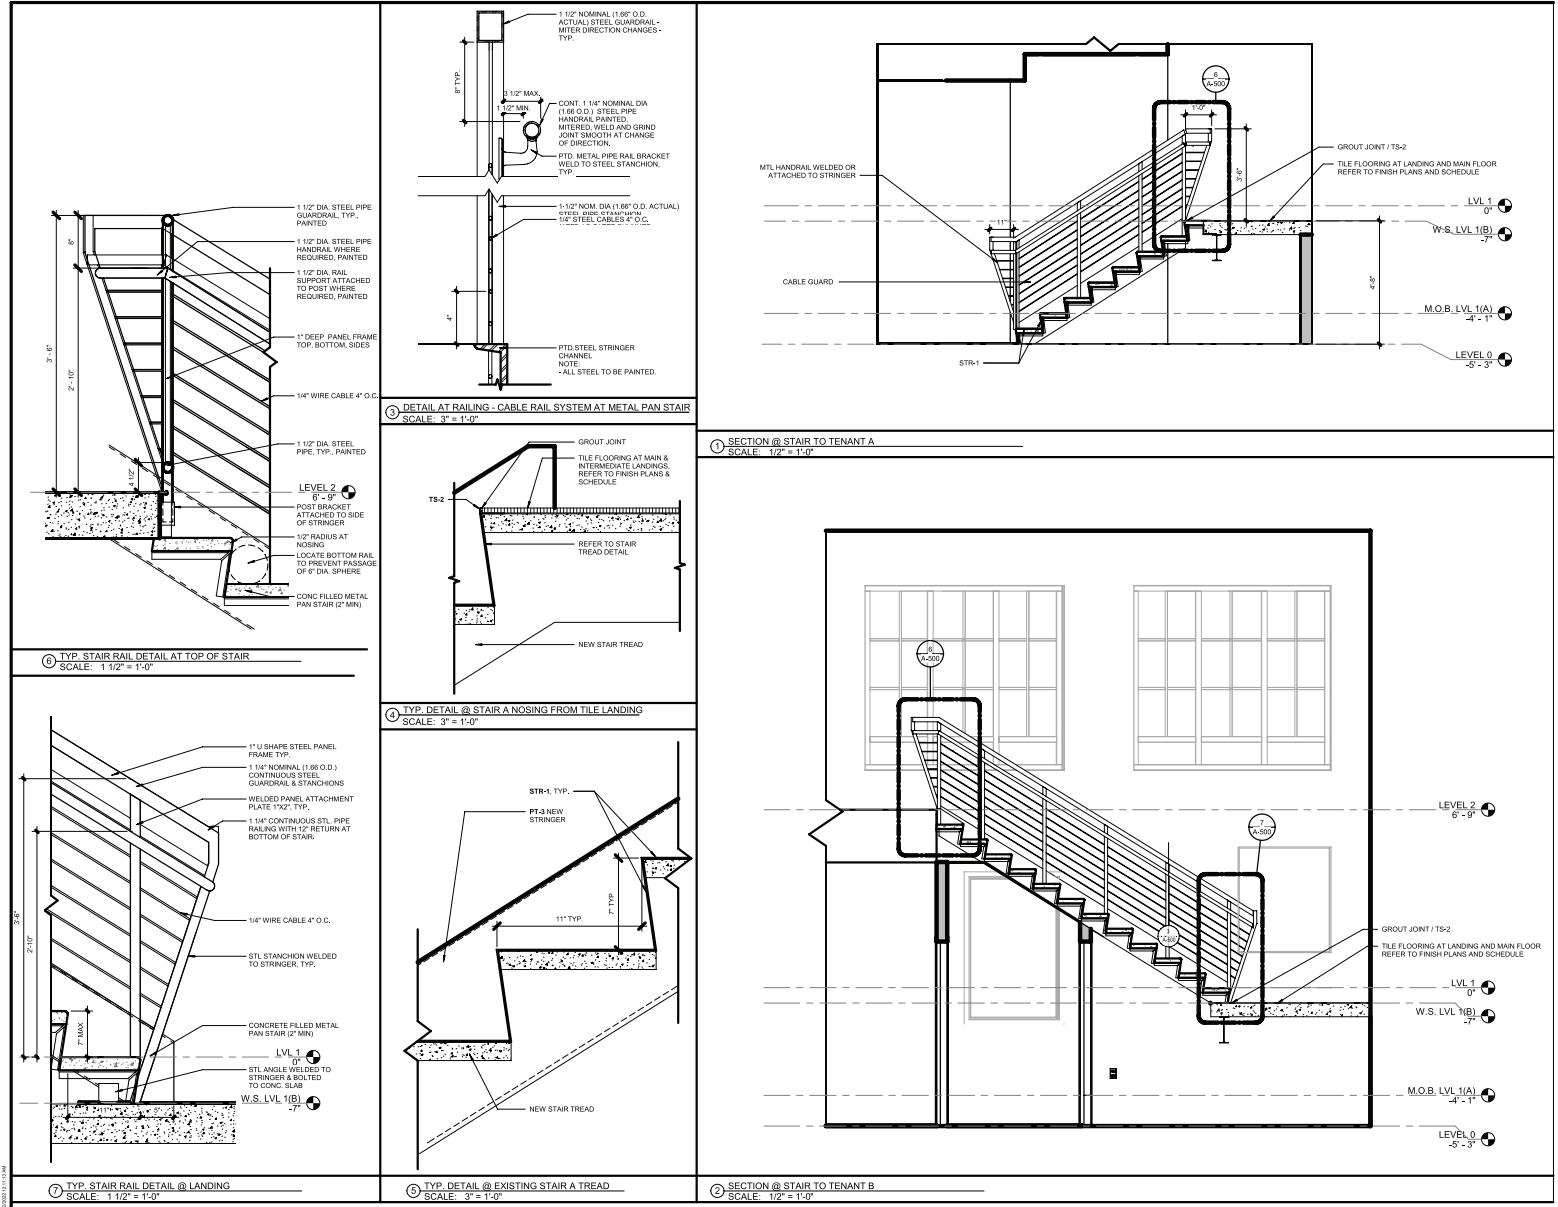 1 1/2" DIA. STEEL PIPE
GUARDRAIL, TYP.,
PAINTED
1 1/2" DIA. STEEL PIPE
HANDRAIL WHERE
REQUIRED, PAINTED
1 1/2" DIA. RAIL
SUPPORT ATTACHED
TO POST WHERE
REQUIRED, PAINTED
1" DEEP PANEL FRAME
TOP, BOTTOM, SIDES
1/4" WIRE CABLE 4" O.C.
1 1/2" DIA. STEEL
PIPE, TYP., PAINTED
LEVEL 2
6' - 9"
POST BRACKET
ATTACHED TO SIDE
OF STRINGER
1/2" RADIUS AT
NOSING
LOCATE BOTTOM RAIL
TO PREVENT PASSAGE
OF 6" DIA. SPHERE
CONC FILLED METAL
PAN STAIR (2" MIN)
3' - 6"
2' - 10"
4 1/2"
6 TYP. STAIR RAIL DETAIL AT TOP OF STAIR
SCALE: 1 1/2" = 1'-0"
1 1/2" NOMINAL (1.66" O.D.
ACTUAL) STEEL GUARDRAIL -
MITER DIRECTION CHANGES -
TYP.
8" TYP.
3 1/2" MAX.
1 1/2" MIN.
CONT. 1 1/4" NOMINAL DIA
(1.66 O.D.) STEEL PIPE
HANDRAIL PAINTED,
MITERED, WELD AND GRIND
JOINT SMOOTH AT CHANGE
OF DIRECTION.
PTD. METAL PIPE RAIL BRACKET
WELD TO STEEL STANCHION,
TYP.
1-1/2" NOM. DIA (1.66" O.D. ACTUAL)
STEEL PIPE STANCHION
1/4" STEEL CABLES 4" O.C.
4"
PTD.STEEL STRINGER
CHANNEL
NOTE:
- ALL STEEL TO BE PAINTED.
3 DETAIL AT RAILING - CABLE RAIL SYSTEM AT METAL PAN STAIR
SCALE: 3" = 1'-0"
GROUT JOINT
TILE FLOORING AT MAIN &
INTERMEDIATE LANDINGS,
REFER TO FINISH PLANS &
SCHEDULE
TS-2
REFER TO STAIR
TREAD DETAIL
NEW STAIR TREAD
4 TYP. DETAIL @ STAIR A NOSING FROM TILE LANDING
SCALE: 3" = 1'-0"
6
A-500
1'-0"
3'-6"
11"
4'-8"
MTL HANDRAIL WELDED OR
ATTACHED TO STRINGER
CABLE GUARD
STR-1
GROUT JOINT / TS-2
TILE FLOORING AT LANDING AND MAIN FLOOR
REFER TO FINISH PLANS AND SCHEDULE
LVL 1
0"
W.S. LVL 1(B)
-7"
M.O.B. LVL 1(A)
-4' - 1"
LEVEL 0
-5' - 3"
1 SECTION @ STAIR TO TENANT A
SCALE: 1/2" = 1'-0"
1" U SHAPE STEEL PANEL
FRAME TYP.
1 1/4" NOMINAL (1.66 O.D.)
CONTINUOUS STEEL
GUARDRAIL & STANCHIONS
WELDED PANEL ATTACHMENT
PLATE 1"X2", TYP.
1 1/4" CONTINUOUS STL. PIPE
RAILING WITH 12" RETURN AT
BOTTOM OF STAIR.
1/4" WIRE CABLE 4" O.C.
STL STANCHION WELDED
TO STRINGER, TYP.
CONCRETE FILLED METAL
PAN STAIR (2" MIN)
LVL 1
0"
STL ANGLE WELDED TO
STRINGER & BOLTED
TO CONC. SLAB
W.S. LVL 1(B)
-7"
3'-6"
2'-10"
7" MAX
11"
7 TYP. STAIR RAIL DETAIL @ LANDING
SCALE: 1 1/2" = 1'-0"
STR-1, TYP.
PT-3 NEW
STRINGER
11" TYP.
7" TYP
NEW STAIR TREAD
5 TYP. DETAIL @ EXISTING STAIR A TREAD
SCALE: 3" = 1'-0"
6
A-500
7
A-500
3
A-500
LEVEL 2
6' - 9"
GROUT JOINT / TS-2
TILE FLOORING AT LANDING AND MAIN FLOOR
REFER TO FINISH PLANS AND SCHEDULE
LVL 1
0"
W.S. LVL 1(B)
-7"
M.O.B. LVL 1(A)
-4' - 1"
LEVEL 0
-5' - 3"
2 SECTION @ STAIR TO TENANT B
SCALE: 1/2" = 1'-0"